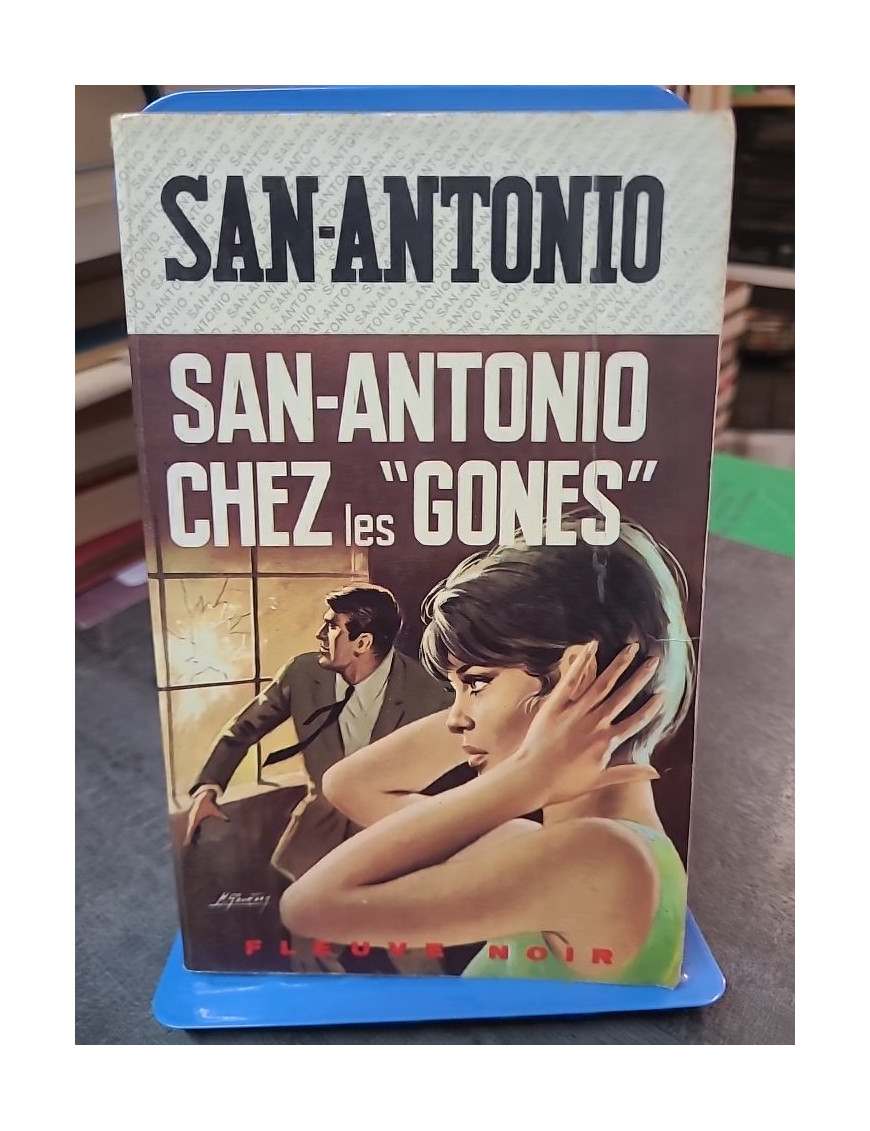 SAN-ANTONIO
SAN-ANTONIO
CHEZ les "GONES"
FLEUVE NOIR